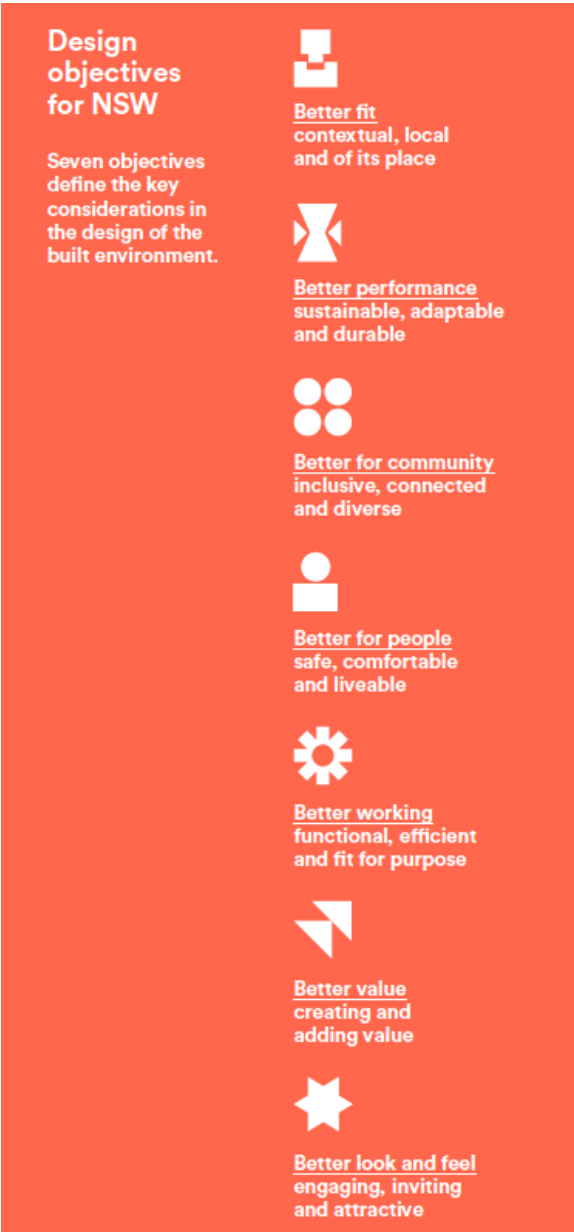 Design
objectives
for NSW
Seven objectives
define the key
considerations in
the design of the
built environment.
Better fit
contextual, local
and of its place
Better performance
sustainable, adaptable
and durable
Better for community
inclusive, connected
and diverse
Better for people
safe, comfortable
and liveable
Better working
functional, efficient
and fit for purpose
Better value
creating and
adding value
Better look and feel
engaging, inviting
and attractive